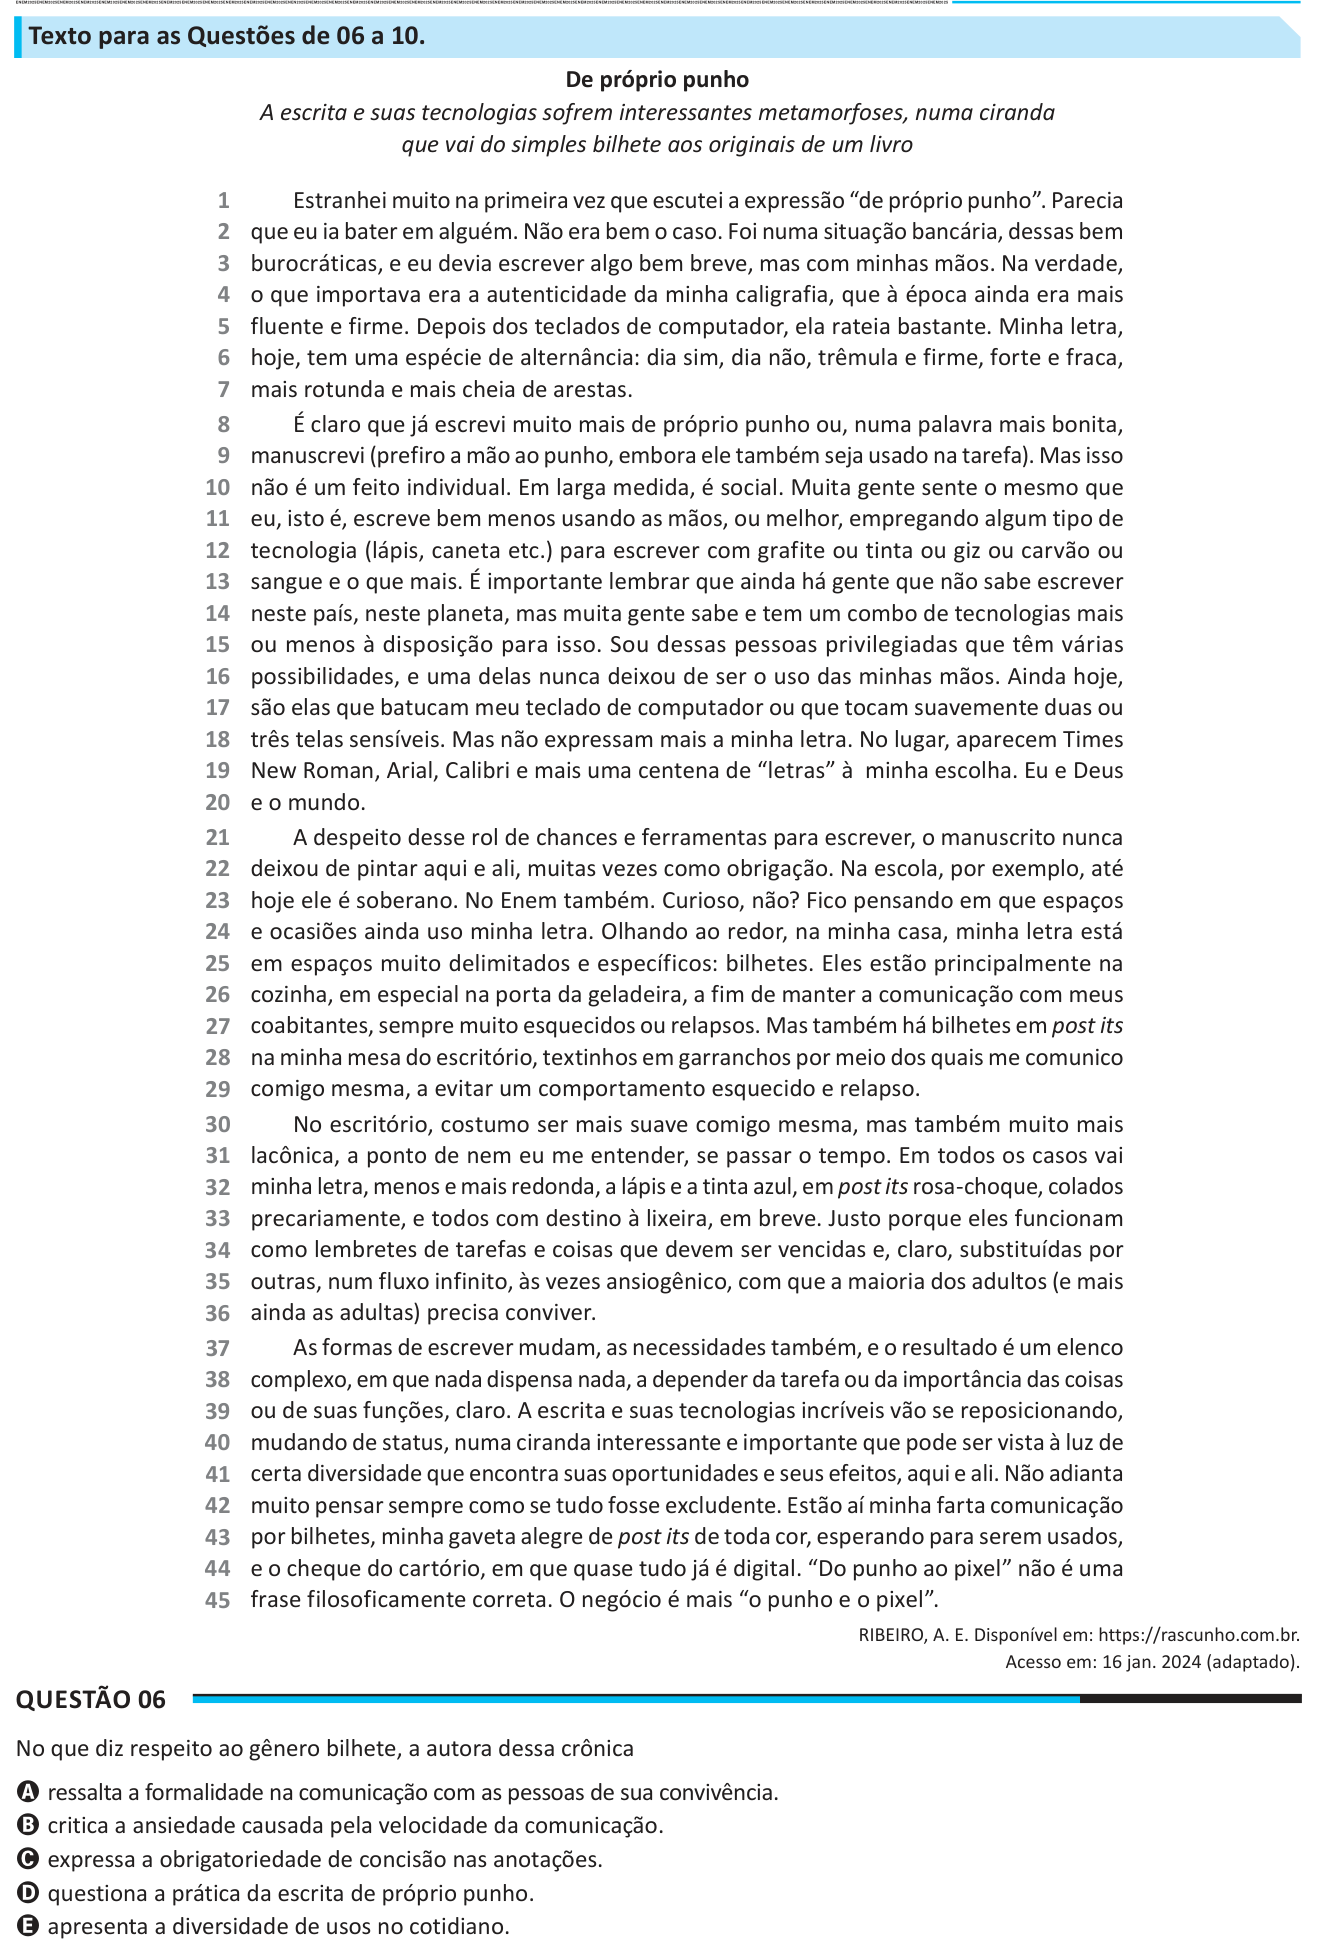 Texto para as Questões de 06 a 10.
De próprio punho
A escrita e suas tecnologias sofrem interessantes metamorfoses, numa ciranda
que vai do simples bilhete aos originais de um livro
1 Estranhei muito na primeira vez que escutei a expressão “de próprio punho”. Parecia
2 que eu ia bater em alguém. Não era bem o caso. Foi numa situação bancária, dessas bem
3 burocráticas, e eu devia escrever algo bem breve, mas com minhas mãos. Na verdade,
4 o que importava era a autenticidade da minha caligrafia, que à época ainda era mais
5 fluente e firme. Depois dos teclados de computador, ela rateia bastante. Minha letra,
6 hoje, tem uma espécie de alternância: dia sim, dia não, trêmula e firme, forte e fraca,
7 mais rotunda e mais cheia de arestas.
8 É claro que já escrevi muito mais de próprio punho ou, numa palavra mais bonita,
9 manuscrevi (prefiro a mão ao punho, embora ele também seja usado na tarefa). Mas isso
10 não é um feito individual. Em larga medida, é social. Muita gente sente o mesmo que
11 eu, isto é, escreve bem menos usando as mãos, ou melhor, empregando algum tipo de
12 tecnologia (lápis, caneta etc.) para escrever com grafite ou tinta ou giz ou carvão ou
13 sangue e o que mais. É importante lembrar que ainda há gente que não sabe escrever
14 neste país, neste planeta, mas muita gente sabe e tem um combo de tecnologias mais
15 ou menos à disposição para isso. Sou dessas pessoas privilegiadas que têm várias
16 possibilidades, e uma delas nunca deixou de ser o uso das minhas mãos. Ainda hoje,
17 são elas que batucam meu teclado de computador ou que tocam suavemente duas ou
18 três telas sensíveis. Mas não expressam mais a minha letra. No lugar, aparecem Times
19 New Roman, Arial, Calibri e mais uma centena de “letras” à minha escolha. Eu e Deus
20 e o mundo.
21 A despeito desse rol de chances e ferramentas para escrever, o manuscrito nunca
22 deixou de pintar aqui e ali, muitas vezes como obrigação. Na escola, por exemplo, até
23 hoje ele é soberano. No Enem também. Curioso, não? Fico pensando em que espaços
24 e ocasiões ainda uso minha letra. Olhando ao redor, na minha casa, minha letra está
25 em espaços muito delimitados e específicos: bilhetes. Eles estão principalmente na
26 cozinha, em especial na porta da geladeira, a fim de manter a comunicação com meus
27 coabitantes, sempre muito esquecidos ou relapsos. Mas também há bilhetes em post its
28 na minha mesa do escritório, textinhos em garranchos por meio dos quais me comunico
29 comigo mesma, a evitar um comportamento esquecido e relapso.
30 No escritório, costumo ser mais suave comigo mesma, mas também muito mais
31 lacônica, a ponto de nem eu me entender, se passar o tempo. Em todos os casos vai
32 minha letra, menos e mais redonda, a lápis e a tinta azul, em post its rosa-choque, colados
33 precariamente, e todos com destino à lixeira, em breve. Justo porque eles funcionam
34 como lembretes de tarefas e coisas que devem ser vencidas e, claro, substituídas por
35 outras, num fluxo infinito, às vezes ansiogênico, com que a maioria dos adultos (e mais
36 ainda as adultas) precisa conviver.
37 As formas de escrever mudam, as necessidades também, e o resultado é um elenco
38 complexo, em que nada dispensa nada, a depender da tarefa ou da importância das coisas
39 ou de suas funções, claro. A escrita e suas tecnologias incríveis vão se reposicionando,
40 mudando de status, numa ciranda interessante e importante que pode ser vista à luz de
41 certa diversidade que encontra suas oportunidades e seus efeitos, aqui e ali. Não adianta
42 muito pensar sempre como se tudo fosse excludente. Estão aí minha farta comunicação
43 por bilhetes, minha gaveta alegre de post its de toda cor, esperando para serem usados,
44 e o cheque do cartório, em que quase tudo já é digital. “Do punho ao pixel” não é uma
45 frase filosoficamente correta. O negócio é mais “o punho e o pixel”.
RIBEIRO, A. E. Disponível em: https://rascunho.com.br.
Acesso em: 16 jan. 2024 (adaptado).
QUESTÃO 06
No que diz respeito ao gênero bilhete, a autora dessa crônica
A ressalta a formalidade na comunicação com as pessoas de sua convivência.
B critica a ansiedade causada pela velocidade da comunicação.
C expressa a obrigatoriedade de concisão nas anotações.
D questiona a prática da escrita de próprio punho.
E apresenta a diversidade de usos no cotidiano.